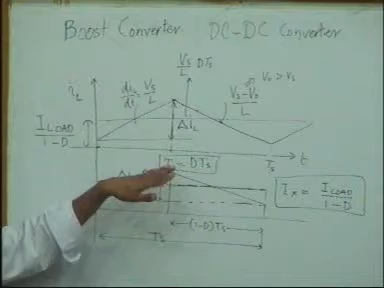 Boost Converter DC-DC Converter
Vs/L DTs
Vo > Vs
iL
diL/dt = Vs/L
Vs-Vo/L
ILOAD/1-D
ΔiL
Ts
t
T = DTs
Ix = ILOAD/1-D
(1-D)Ts
Ts